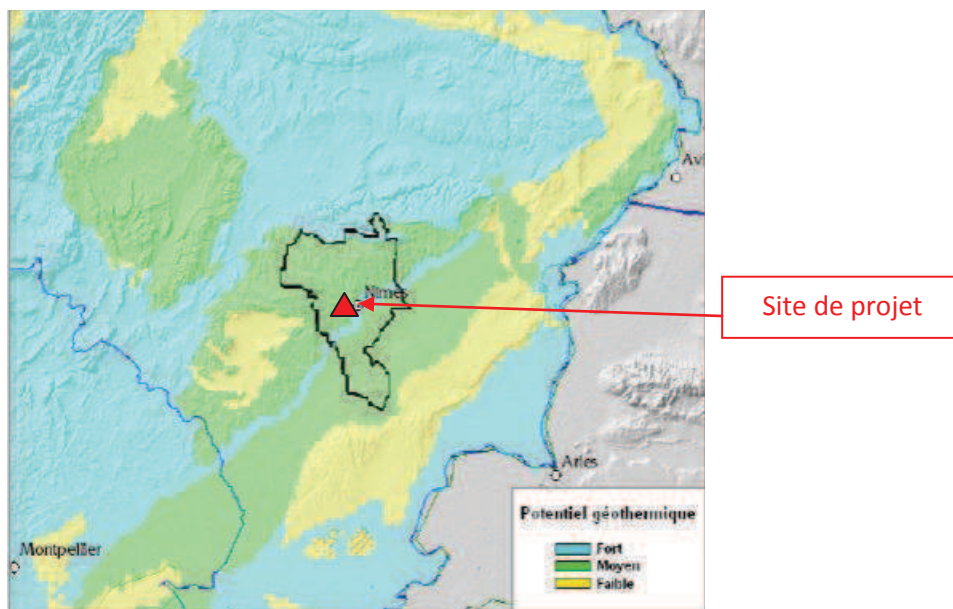 Avi
Nîmes
Site de projet
Arles
Montpellier
Potentiel géothermique
Fort
Moyen
Faible